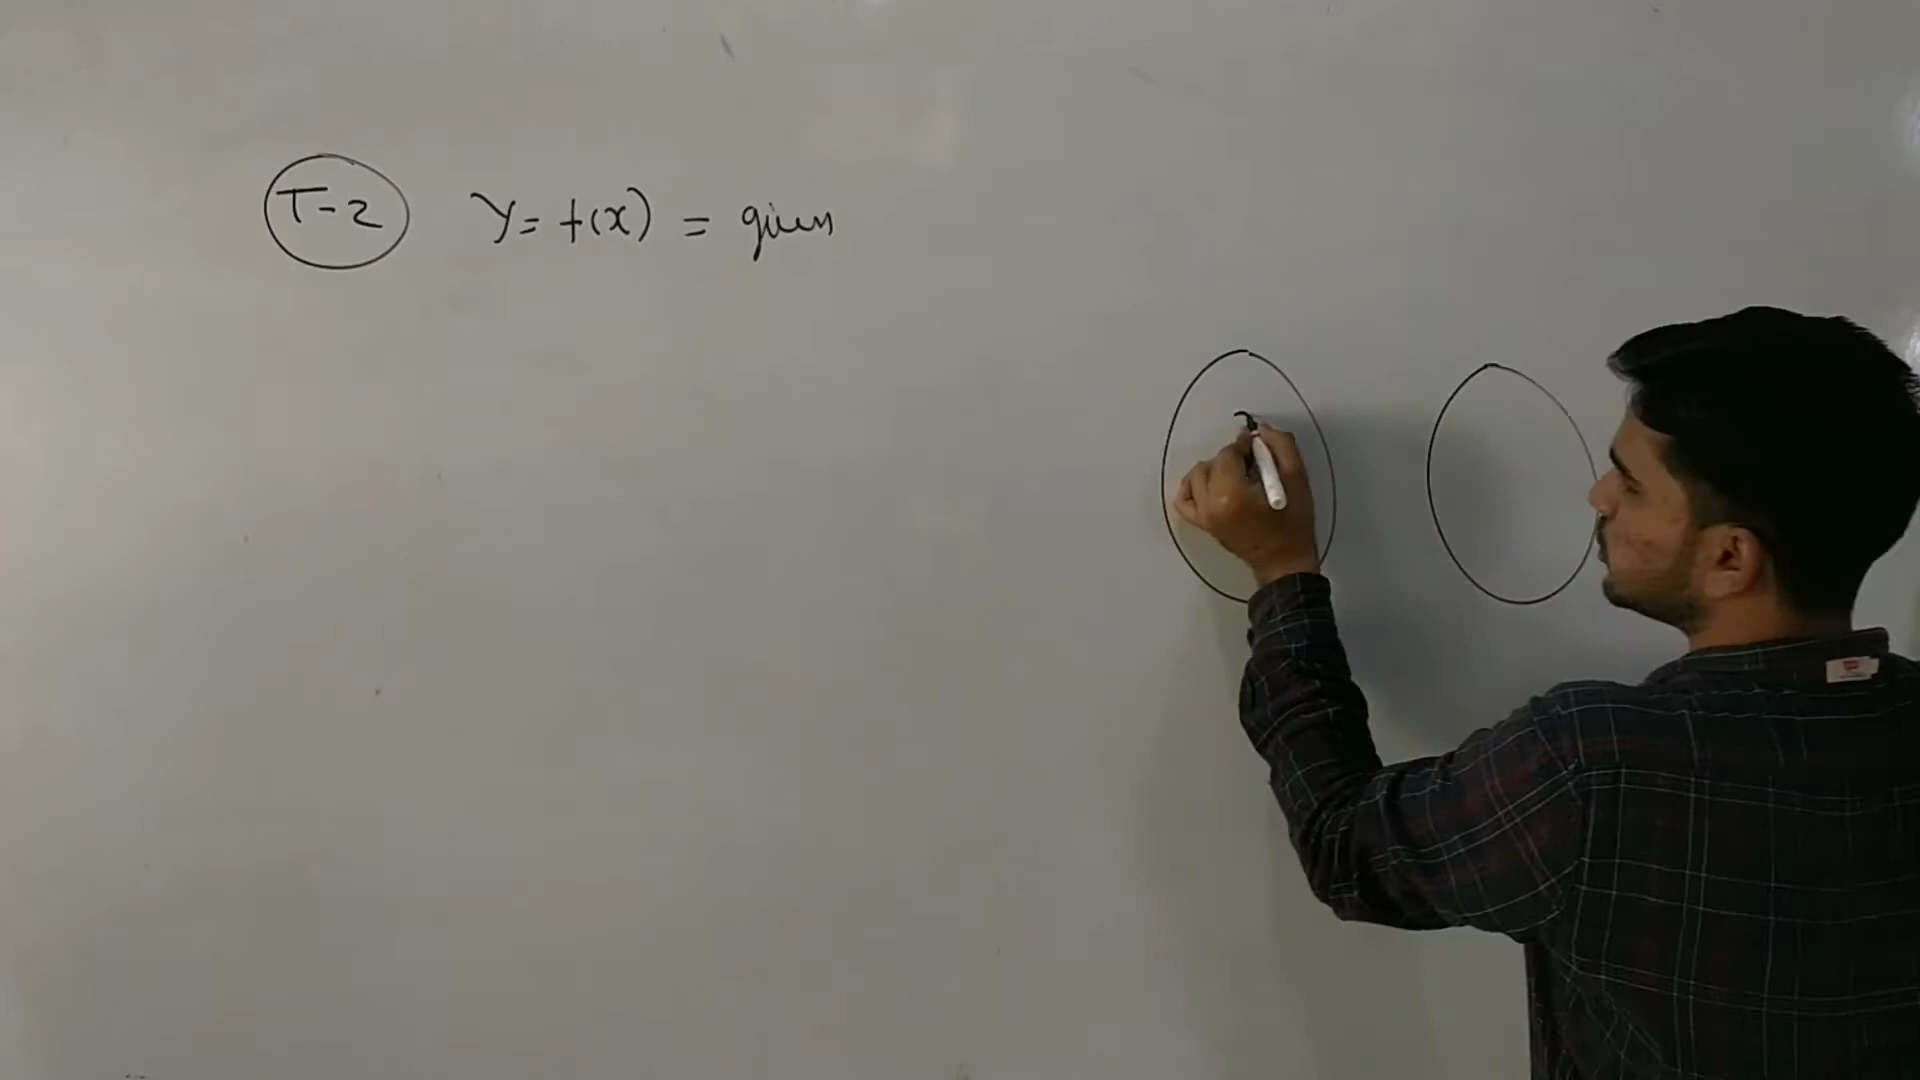 T-2 y = f(x) = given